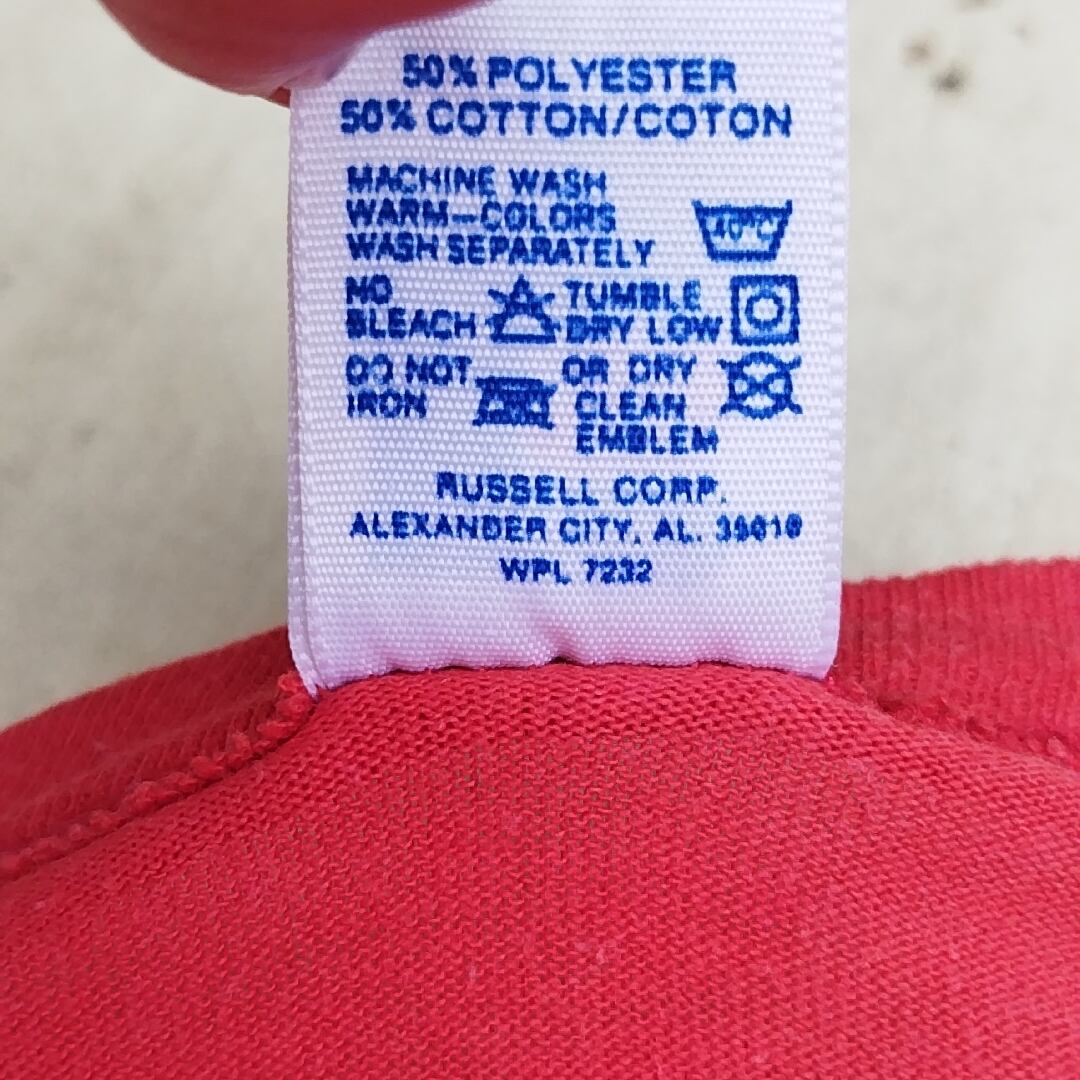 50% POLYESTER
50% COTTON/COTON
MACHINE WASH
WARM-COLORS
WASH SEPARATELY
40°C
NO
BLEACH
TUMBLE
DRY LOW
DO NOT
IRON
OR DRY
CLEAN
EMBLEM
RUSSELL CORP.
ALEXANDER CITY, AL. 35010
WPL 7232